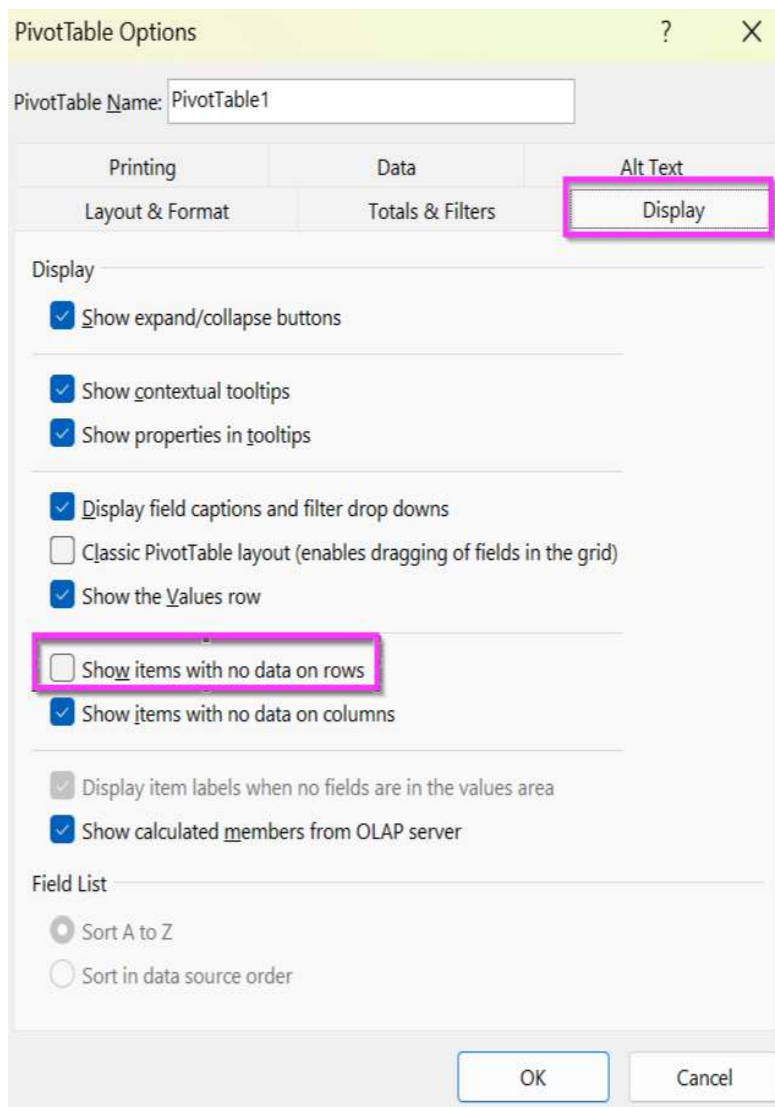 PivotTable Options ?
PivotTable Name: PivotTable1
Printing Data Alt Text
Layout & Format Totals & Filters Display
Display
Show expand/collapse buttons
Show contextual tooltips
Show properties in tooltips
Display field captions and filter drop downs
Classic PivotTable layout (enables dragging of fields in the grid)
Show the Values row
Show items with no data on rows
Show items with no data on columns
Display item labels when no fields are in the values area
Show calculated members from OLAP server
Field List
Sort A to Z
Sort in data source order
OK Cancel